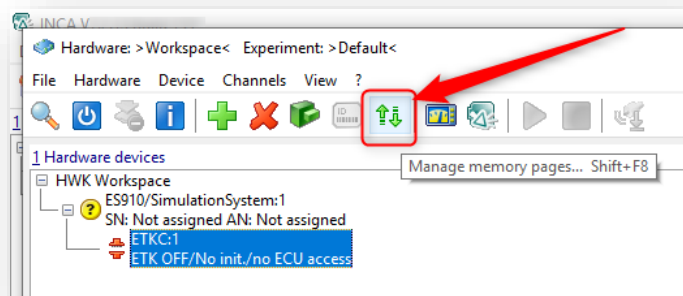 INCA V
Hardware: >Workspace<  Experiment: >Default<
File Hardware Device Channels View ?
1
1 Hardware devices
Manage memory pages... Shift+F8
HWK Workspace
ES910/SimulationSystem:1
SN: Not assigned AN: Not assigned
ETKC:1
ETK OFF/No init./no ECU access